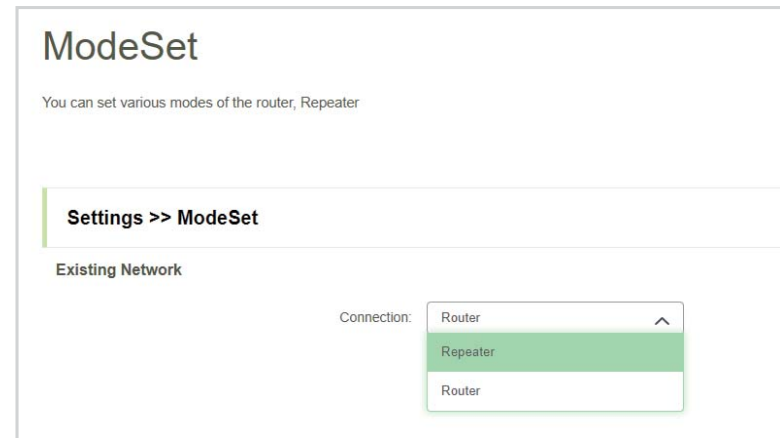 ModeSet
You can set various modes of the router, Repeater
Settings >> ModeSet
Existing Network
Connection: Router
Repeater
Router